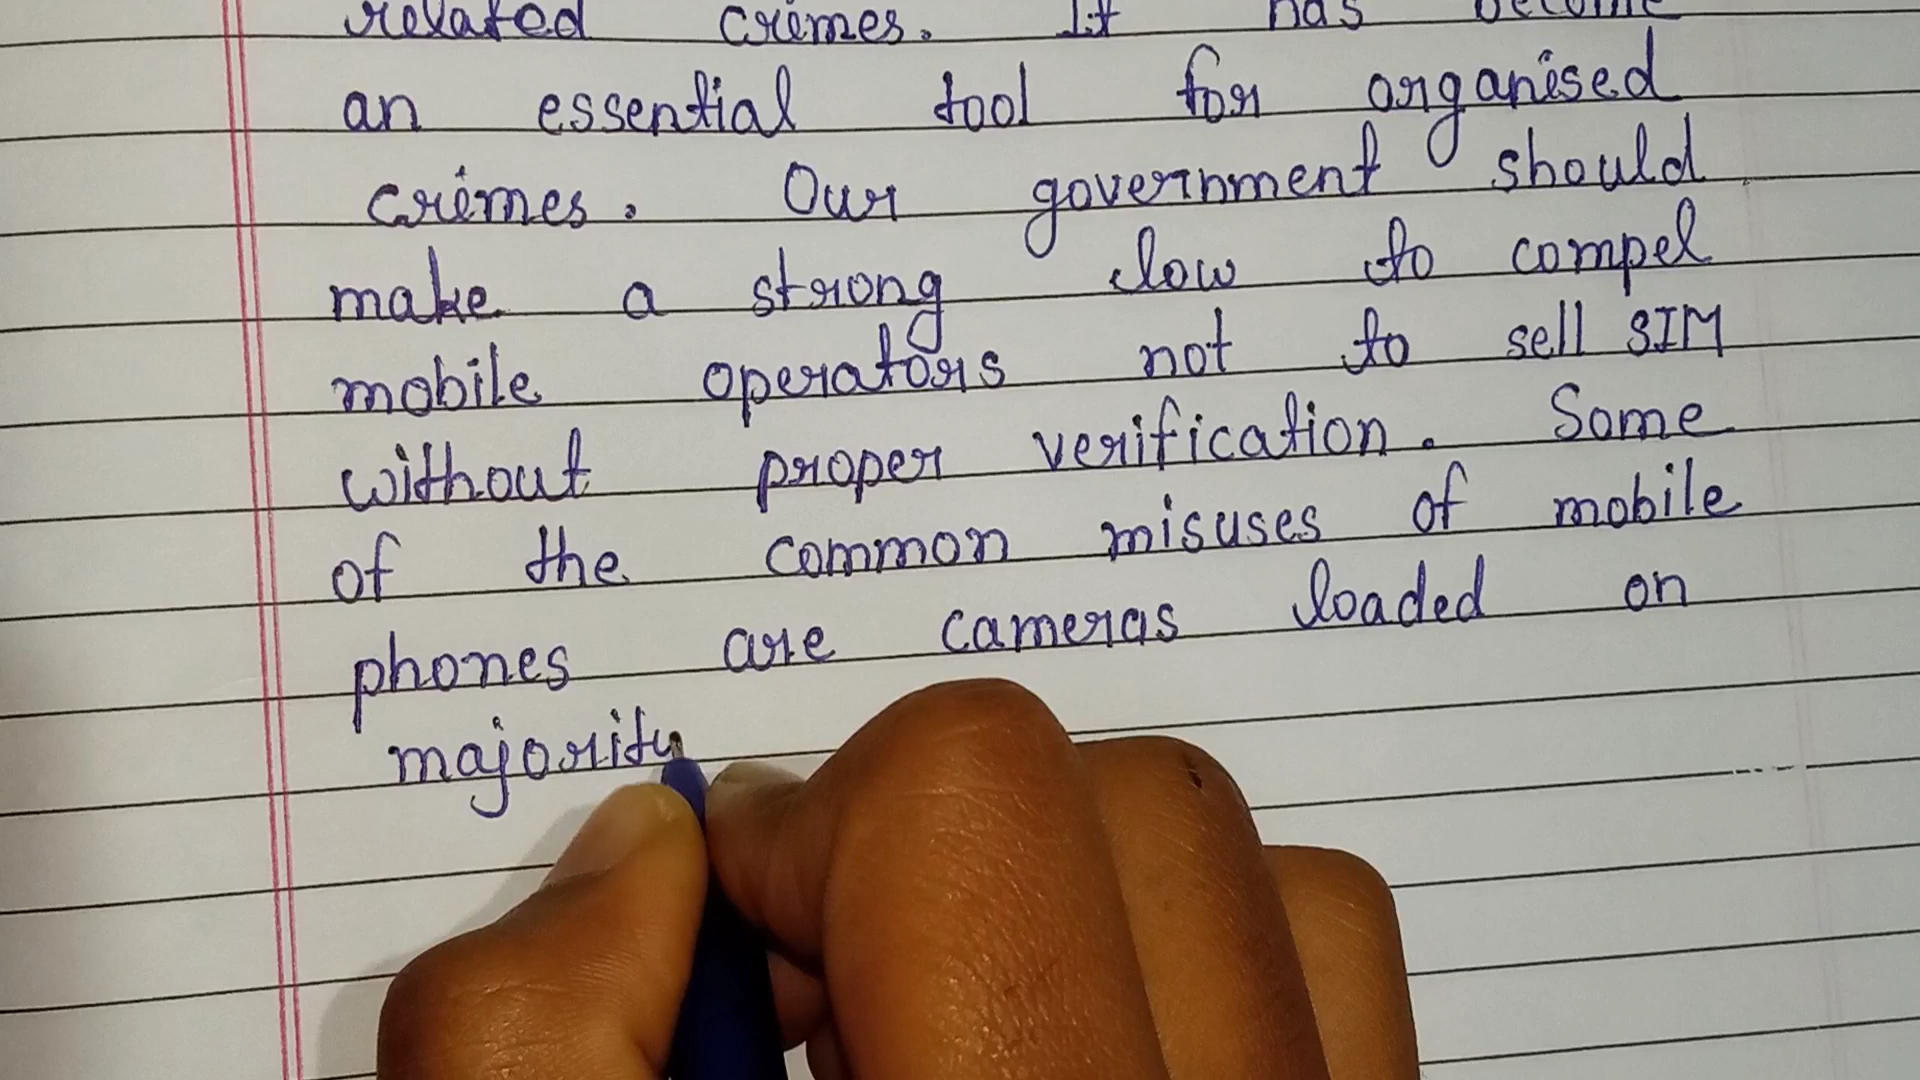 related crimes. It has become
an essential tool for organised
crimes. Our government should
make a strong low to compel
mobile operators not to sell SIM
without proper verification. Some
of the common misuses of mobile
phones are cameras loaded on
majority